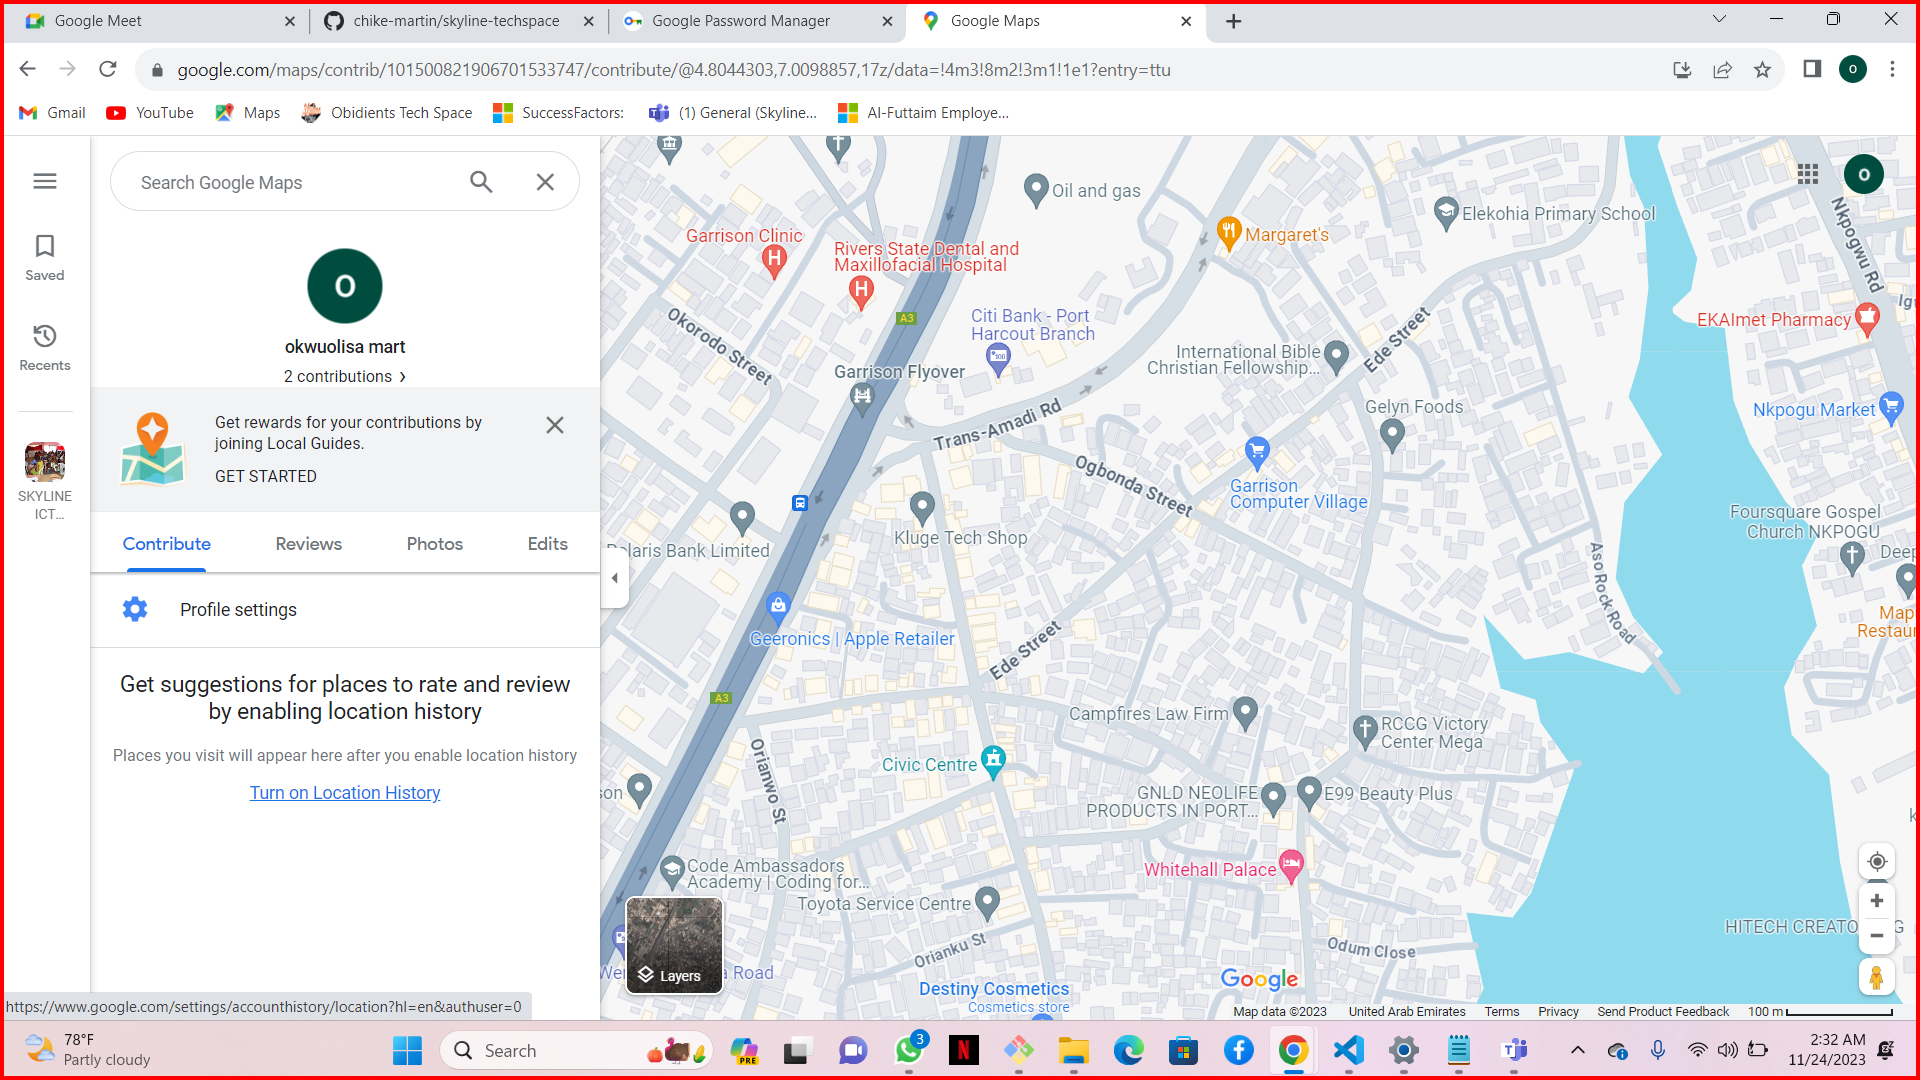 Google Meet
chike-martin/skyline-techspace
Google Password Manager
Google Maps
google.com/maps/contrib/101500821906701533747/contribute/@4.8044303,7.0098857,17z/data=!4m3!8m2!3m1!1e1?entry=ttu
O
Gmail
YouTube
Maps
Obidients Tech Space
SuccessFactors:
(1) General (Skyline...
Al-Futtaim Employe...
Search Google Maps
Saved
Recents
SKYLINE
ICT...
O
okwuolisa mart
2 contributions
Get rewards for your contributions by
joining Local Guides.
GET STARTED
Contribute
Reviews
Photos
Edits
Profile settings
Get suggestions for places to rate and review
by enabling location history
Places you visit will appear here after you enable location history
Turn on Location History
https://www.google.com/settings/accounthistory/location?hl=en&authuser=0
Oil and gas
Elekohia Primary School
O
Garrison Clinic
Margaret's
Rivers State Dental and
Maxillofacial Hospital
Nkpogwu Rd
A3
Citi Bank - Port
Harcout Branch
Okorodo Street
EKAImet Pharmacy
Ede Street
International Bible
Christian Fellowship...
Garrison Flyover
Trans-Amadi Rd
Gelyn Foods
Nkpogu Market
Ogbonda Street
Garrison
Computer Village
Foursquare Gospel
Church NKPOGU
Kluge Tech Shop
Polaris Bank Limited
Aso Rock Road
Geeronics | Apple Retailer
Ede Street
A3
Campfires Law Firm
RCCG Victory
Center Mega
Orianwo St
Civic Centre
GNLD NEOLIFE
PRODUCTS IN PORT...
E99 Beauty Plus
Code Ambassadors
Academy | Coding for...
Whitehall Palace
Toyota Service Centre
HITECH CREATO
Orianku St
Odum Close
Layers
Road
Google
Destiny Cosmetics
Cosmetics store
Map data ©2023
United Arab Emirates
Terms
Privacy
Send Product Feedback
100 m
78°F
Partly cloudy
Search
PRE
3
N
2:32 AM
11/24/2023